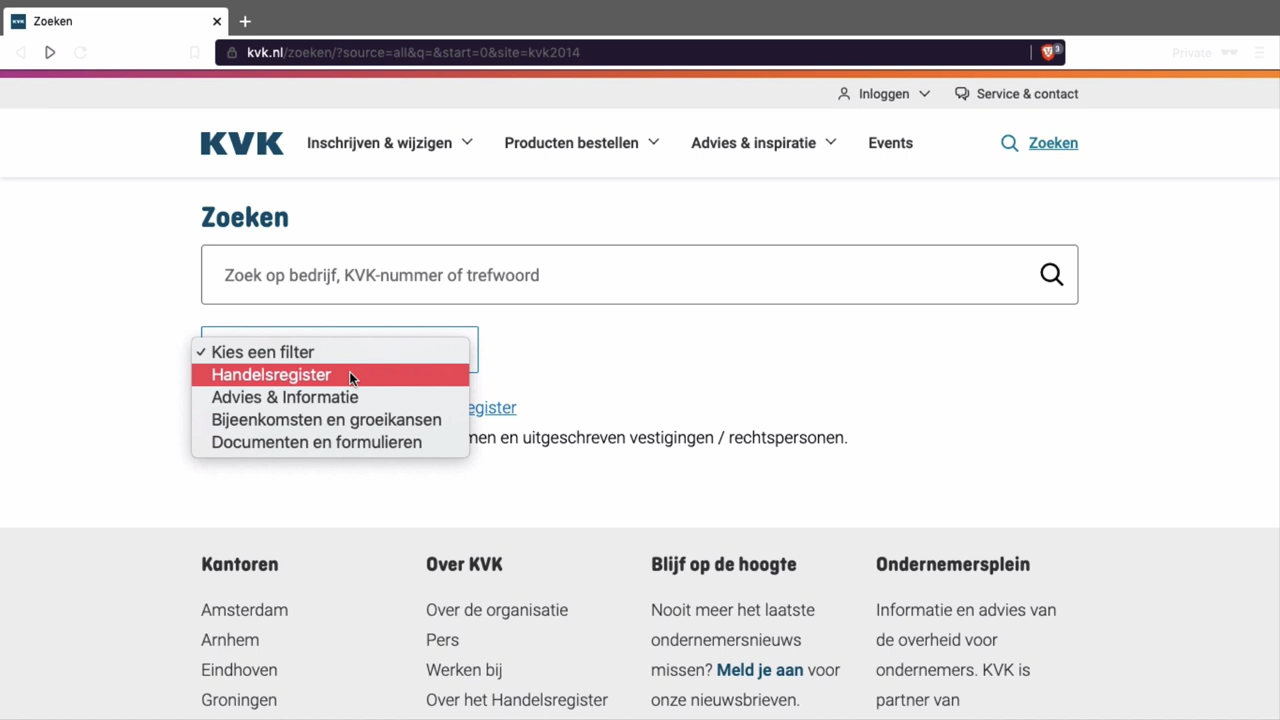 Zoeken
kvk.nl/zoeken/?source=all&q=&start=0&site=kvk2014
3
Private
Inloggen
Service & contact
KVK
Inschrijven & wijzigen
Producten bestellen
Advies & inspiratie
Events
Zoeken
Zoeken
Zoek op bedrijf, KVK-nummer of trefwoord
✓ Kies een filter
Handelsregister
Advies & Informatie
Bijeenkomsten en groeikansen
Documenten en formulieren
egister
en uitgeschreven vestigingen / rechtspersonen.
Kantoren
Amsterdam
Arnhem
Eindhoven
Groningen
Over KVK
Over de organisatie
Pers
Werken bij
Over het Handelsregister
Blijf op de hoogte
Nooit meer het laatste
ondernemersnieuws
missen? Meld je aan voor
onze nieuwsbrieven.
Ondernemersplein
Informatie en advies van
de overheid voor
ondernemers. KVK is
partner van